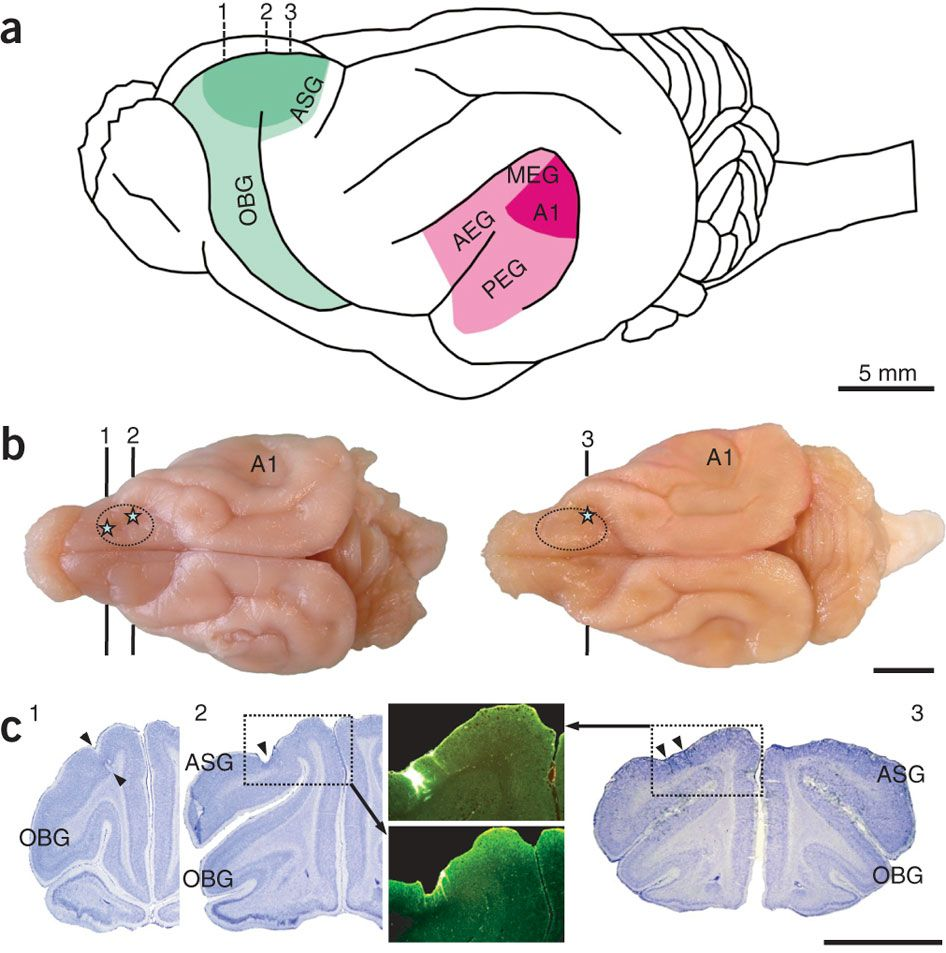 a
1 2 3
ASG
OBG
MEG
A1
AEG
PEG
5 mm
b
1 2
A1
3
A1
c
1
2
3
ASG
ASG
OBG
OBG
OBG